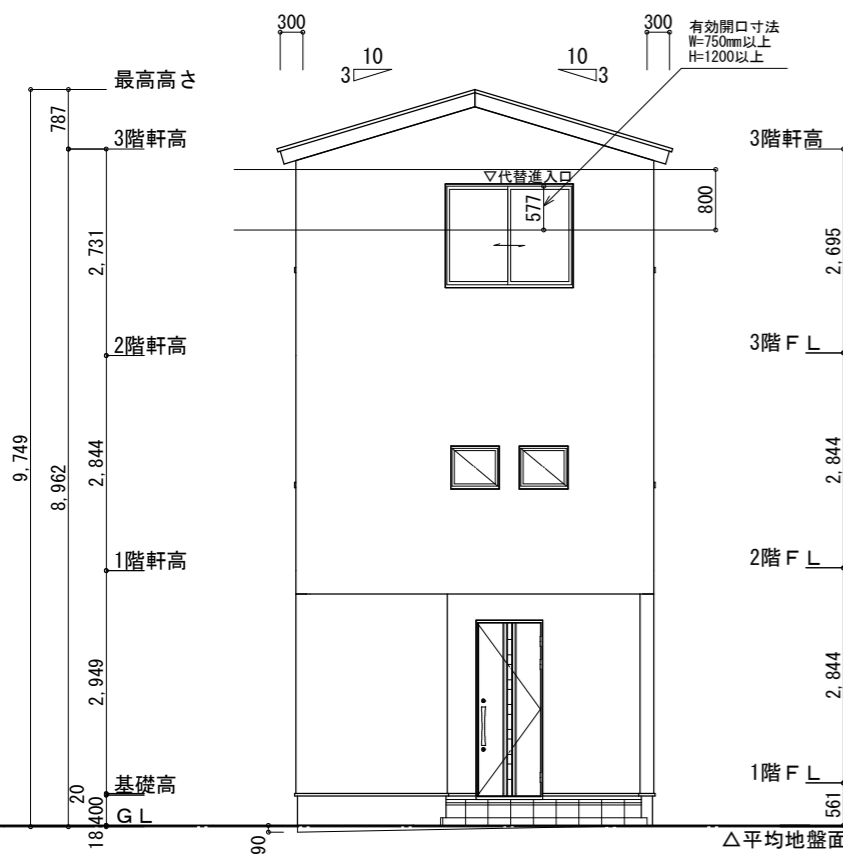 300
300
有効開口寸法
W=750mm以上
H=1200以上
10
3
10
3
最高高さ
787
3階軒高
3階軒高
▽代替進入口
577
800
2,731
2,695
2階軒高
3階FL
9,749
8,962
2,844
2,844
1階軒高
2階FL
2,949
2,844
基礎高
1階FL
20
400
18
GL
561
90
△平均地盤面